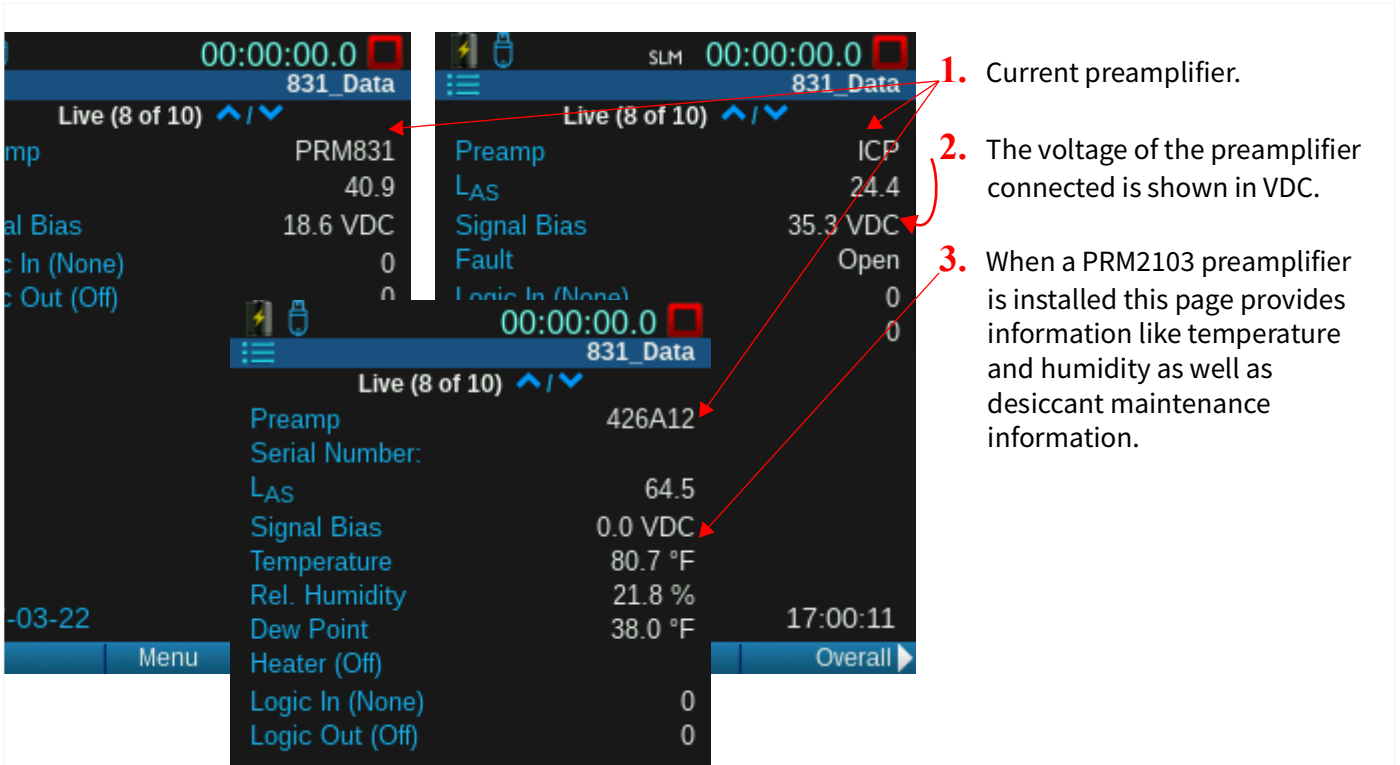 00:00:00.0
831_Data
Live (8 of 10) /
mp PRM831
40.9
al Bias 18.6 VDC
c In (None) 0
c Out (Off) 0
-03-22
Menu
SLM 00:00:00.0
831_Data
Live (8 of 10) /
Preamp ICP
LAS 24.4
Signal Bias 35.3 VDC
Fault Open
Logic In (None) 0
0
17:00:11
Overall
00:00:00.0
831_Data
Live (8 of 10) /
Preamp 426A12
Serial Number:
LAS 64.5
Signal Bias 0.0 VDC
Temperature 80.7 °F
Rel. Humidity 21.8 %
Dew Point 38.0 °F
Heater (Off)
Logic In (None) 0
Logic Out (Off) 0
1. Current preamplifier.
2. The voltage of the preamplifier
connected is shown in VDC.
3. When a PRM2103 preamplifier
is installed this page provides
information like temperature
and humidity as well as
desiccant maintenance
information.